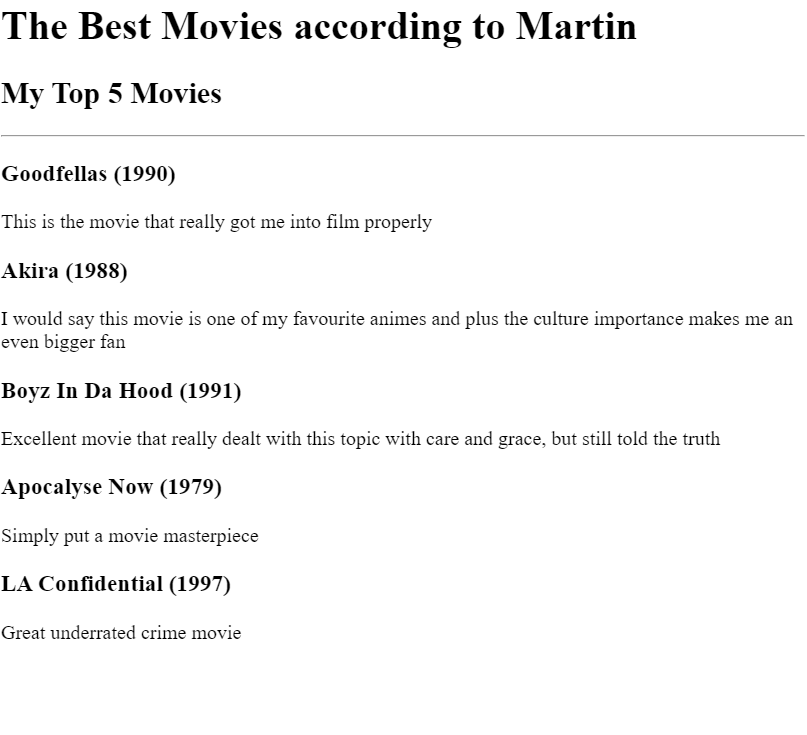 The Best Movies according to Martin
My Top 5 Movies
Goodfellas (1990)
This is the movie that really got me into film properly
Akira (1988)
I would say this movie is one of my favourite animes and plus the culture importance makes me an
even bigger fan
Boyz In Da Hood (1991)
Excellent movie that really dealt with this topic with care and grace, but still told the truth
Apocalyse Now (1979)
Simply put a movie masterpiece
LA Confidential (1997)
Great underrated crime movie